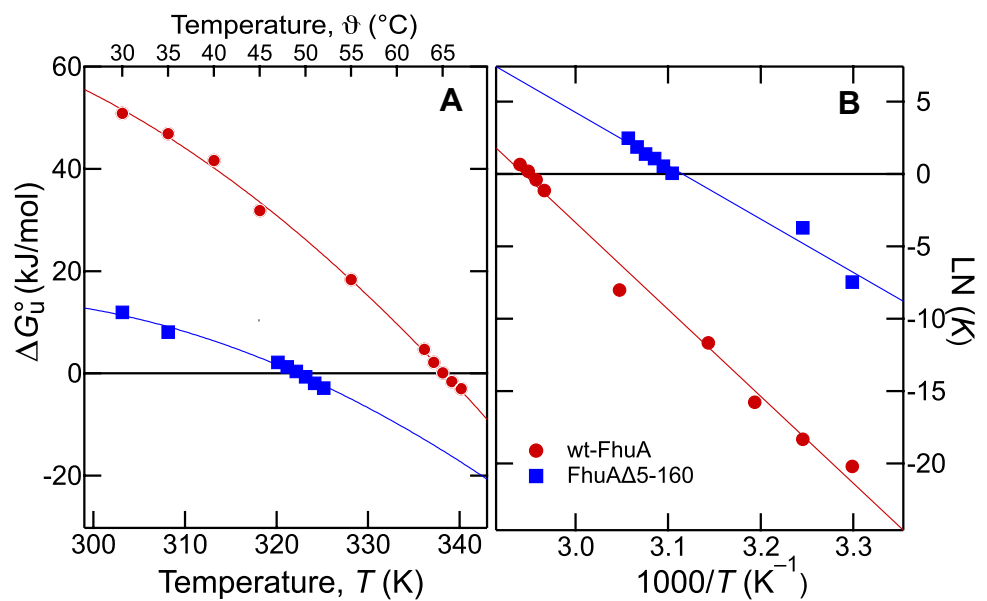 Temperature, ϑ (°C)
30 35 40 45 47 50 52 55 60 65
60
40
20
0
-20
ΔG°u (kJ/mol)
A
300 310 320 330 340
Temperature, T (K)
B
5
0
-5
-10
-15
-20
LN (K)
wt-FhuA
FhuAΔ5-160
3.0 3.1 3.2 3.3
1000/T (K⁻¹)